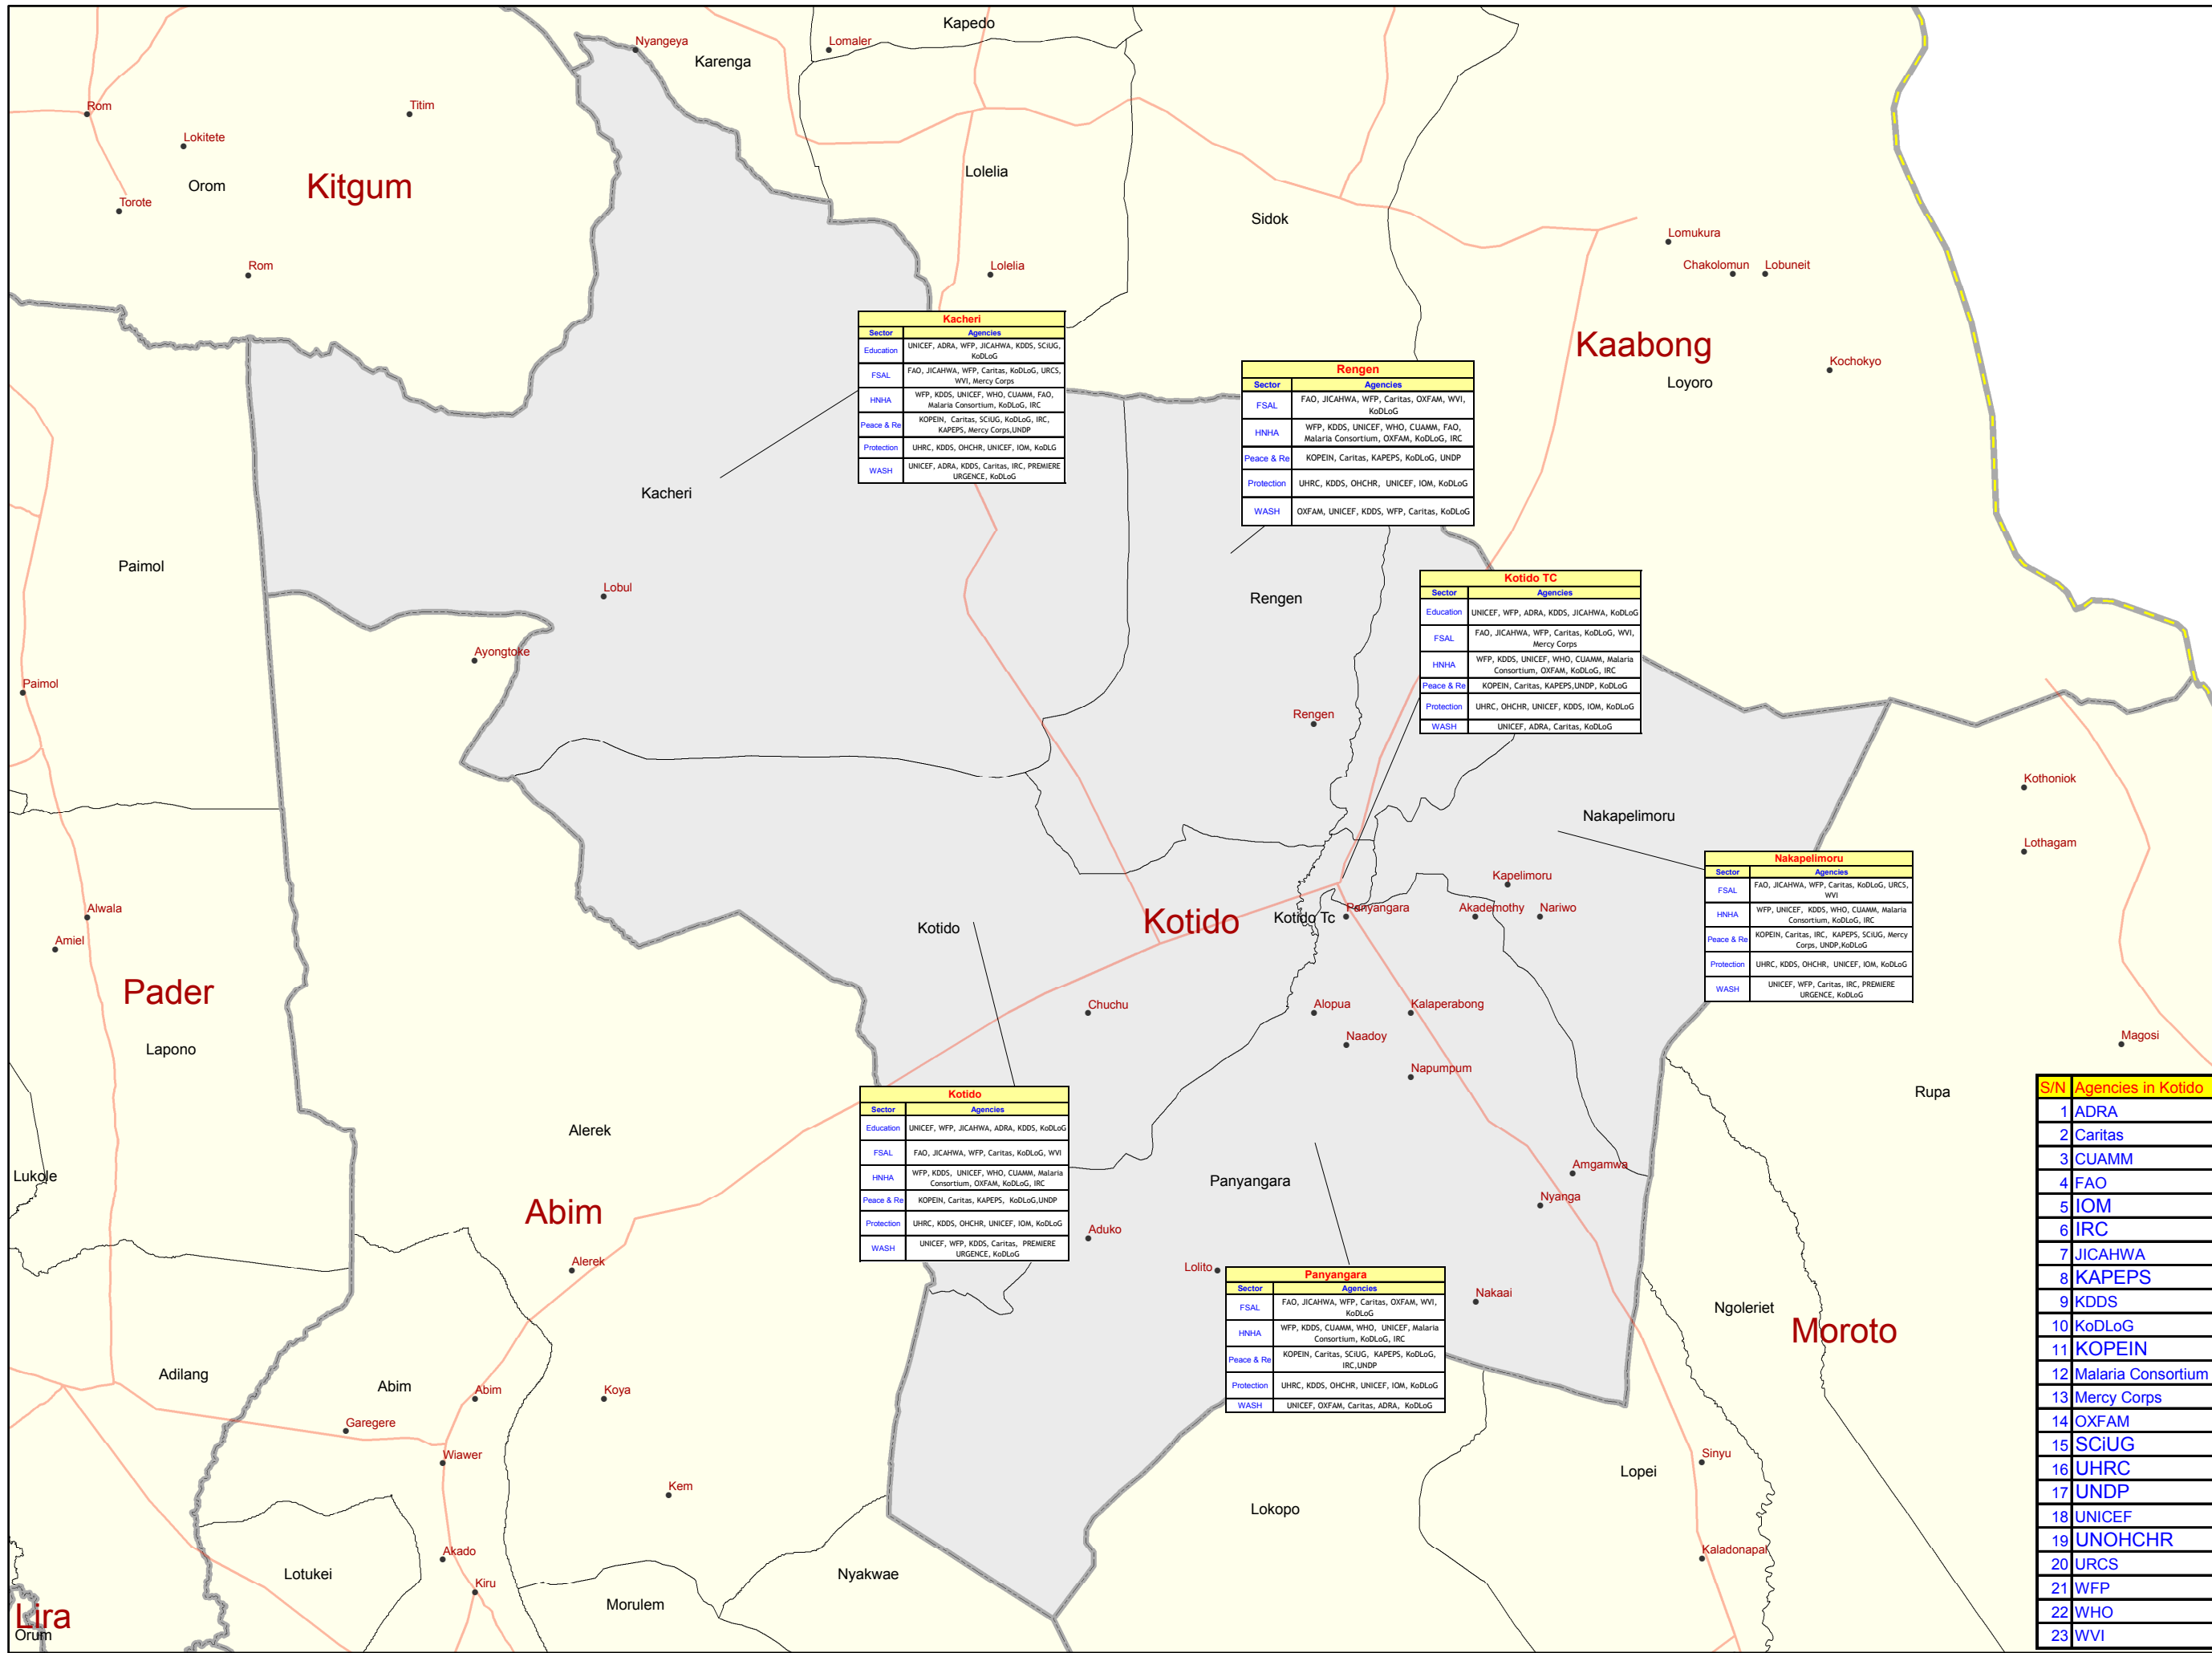 Kapedo
Nyangeya
Lomaler
Karenga
Rom
Titim
Lokitete
Lolelia
Orom
Kitgum
Torote
Sidok
Lomukura
Rom
Lolelia
Chakolomun
Lobuneit
Kaabong
Kochokyo
Loyoro
Kacheri
Sector Agencies
Education UNICEF, ADRA, WFP, JICAHWA, KDDS, SCiUG,
KoDLoG
FSAL FAO, JICAHWA, WFP, Caritas, KoDLoG, URCS,
WVI, Mercy Corps
HNHA WFP, KDDS, UNICEF, WHO, CUAMM, FAO,
Malaria Consortium, KoDLoG, IRC
Peace & Re KOPEIN, Caritas, SCiUG, KoDLoG, IRC,
KAPEPS, Mercy Corps,UNDP
Protection UHRC, KDDS, OHCHR, UNICEF, IOM, KoDLG
WASH UNICEF, ADRA, KDDS, Caritas, IRC, PREMIERE
URGENCE, KoDLoG
Rengen
Sector Agencies
FSAL FAO, JICAHWA, WFP, Caritas, OXFAM, WVI,
KoDLoG
HNHA WFP, KDDS, UNICEF, WHO, CUAMM, FAO,
Malaria Consortium, OXFAM, KoDLoG, IRC
Peace & Re KOPEIN, Caritas, KAPEPS, KoDLoG, UNDP
Protection UHRC, KDDS, OHCHR, UNICEF, IOM, KoDLoG
WASH OXFAM, UNICEF, KDDS, WFP, Caritas, KoDLoG
Kacheri
Paimol
Lobul
Rengen
Kotido TC
Sector Agencies
Education UNICEF, WFP, ADRA, KDDS, JICAHWA, KoDLoG
FSAL FAO, JICAHWA, WFP, Caritas, KoDLoG, WVI,
Mercy Corps
HNHA WFP, KDDS, UNICEF, WHO, CUAMM, Malaria
Consortium, OXFAM, KoDLoG, IRC
Peace & Re KOPEIN, Caritas, KAPEPS,UNDP, KoDLoG
Protection UHRC, OHCHR, UNICEF, KDDS, IOM, KoDLoG
WASH UNICEF, ADRA, Caritas, KoDLoG
Ayongtoke
Paimol
Rengen
Kothoniok
Nakapelimoru
Lothagam
Nakapelimoru
Sector Agencies
FSAL FAO, JICAHWA, WFP, Caritas, KoDLoG, URCS,
WVI
HNHA WFP, UNICEF, KDDS, WHO, CUAMM, Malaria
Consortium, KoDLoG, IRC
Peace & Re KOPEIN, Caritas, IRC, KAPEPS, SCiUG, Mercy
Corps, UNDP,KoDLoG
Protection UHRC, KDDS, OHCHR, UNICEF, IOM, KoDLoG
WASH UNICEF, WFP, Caritas, IRC, PREMIERE
URGENCE, KoDLoG
Kapelimoru
Alwala
Panyangara
Akademothy
Nariwo
Kotido
Kotido
Kotido Tc
Amiel
Pader
Chuchu
Alopua
Kalaperabong
Naadoy
Magosi
Lapono
Napumpum
Rupa
Kotido
Sector Agencies
Education UNICEF, WFP, JICAHWA, ADRA, KDDS, KoDLoG
FSAL FAO, JICAHWA, WFP, Caritas, KoDLoG, WVI
HNHA WFP, KDDS, UNICEF, WHO, CUAMM, Malaria
Consortium, OXFAM, KoDLoG, IRC
Peace & Re KOPEIN, Caritas, KAPEPS, KoDLoG,UNDP
Protection UHRC, KDDS, OHCHR, UNICEF, IOM, KoDLoG
WASH UNICEF, WFP, KDDS, Caritas, PREMIERE
URGENCE, KoDLoG
Alerek
Lukole
Amgamwa
Panyangara
Nyanga
Abim
Aduko
Alerek
Lolito
Panyangara
Sector Agencies
FSAL FAO, JICAHWA, WFP, Caritas, OXFAM, WVI,
KoDLoG
HNHA WFP, KDDS, CUAMM, WHO, UNICEF, Malaria
Consortium, KoDLoG, IRC
Peace & Re KOPEIN, Caritas, SCiUG, KAPEPS, KoDLoG,
IRC,UNDP
Protection UHRC, KDDS, OHCHR, UNICEF, IOM, KoDLoG
WASH UNICEF, OXFAM, Caritas, ADRA, KoDLoG
Nakaai
Ngoleriet
Moroto
Adilang
Abim
Abim
Koya
Garegere
Wiawer
Sinyu
Lopei
Kem
Lokopo
Akado
Kaladonapal
Lotukei
Kiru
Nyakwae
Morulem
Lira
Orum
S/N Agencies in Kotido
1 ADRA
2 Caritas
3 CUAMM
4 FAO
5 IOM
6 IRC
7 JICAHWA
8 KAPEPS
9 KDDS
10 KoDLoG
11 KOPEIN
12 Malaria Consortium
13 Mercy Corps
14 OXFAM
15 SCiUG
16 UHRC
17 UNDP
18 UNICEF
19 UNOHCHR
20 URCS
21 WFP
22 WHO
23 WVI